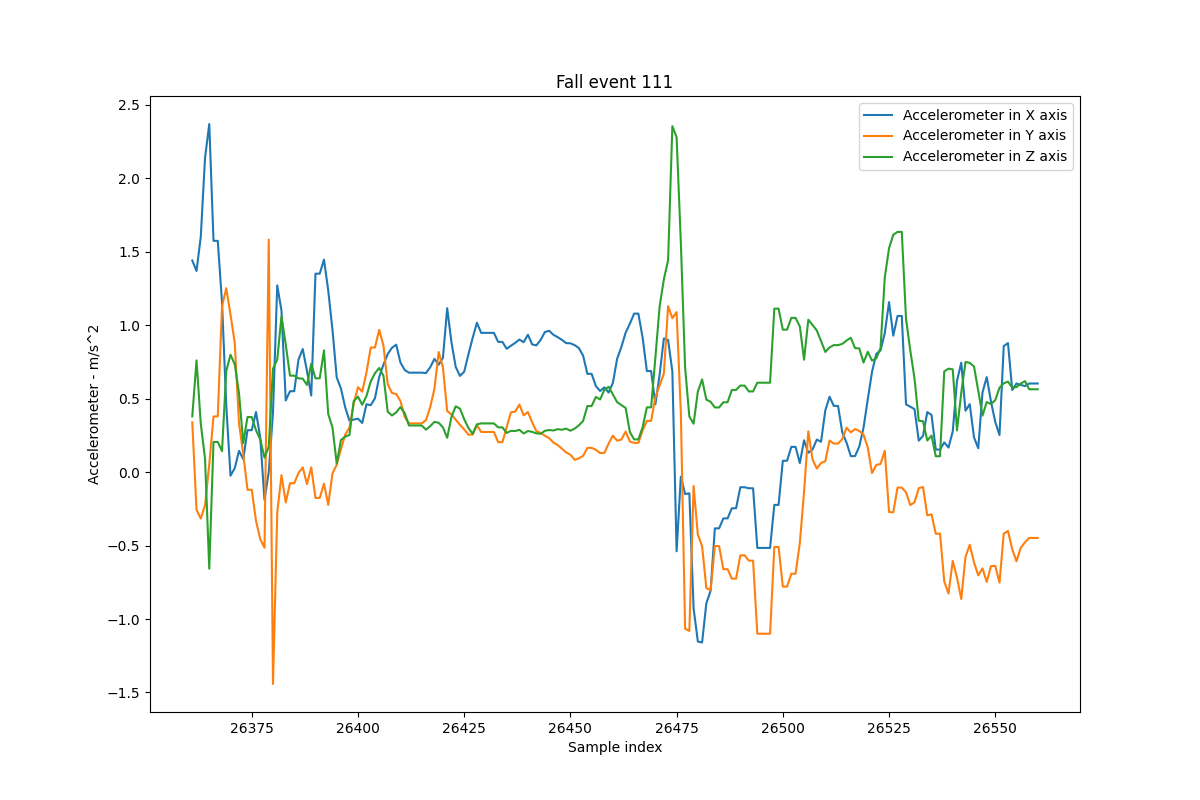 Fall event 111
Accelerometer in X axis
Accelerometer in Y axis
Accelerometer in Z axis
Accelerometer - m/s^2
2.5
2.0
1.5
1.0
0.5
0.0
−0.5
−1.0
−1.5
26375 26400 26425 26450 26475 26500 26525 26550
Sample index